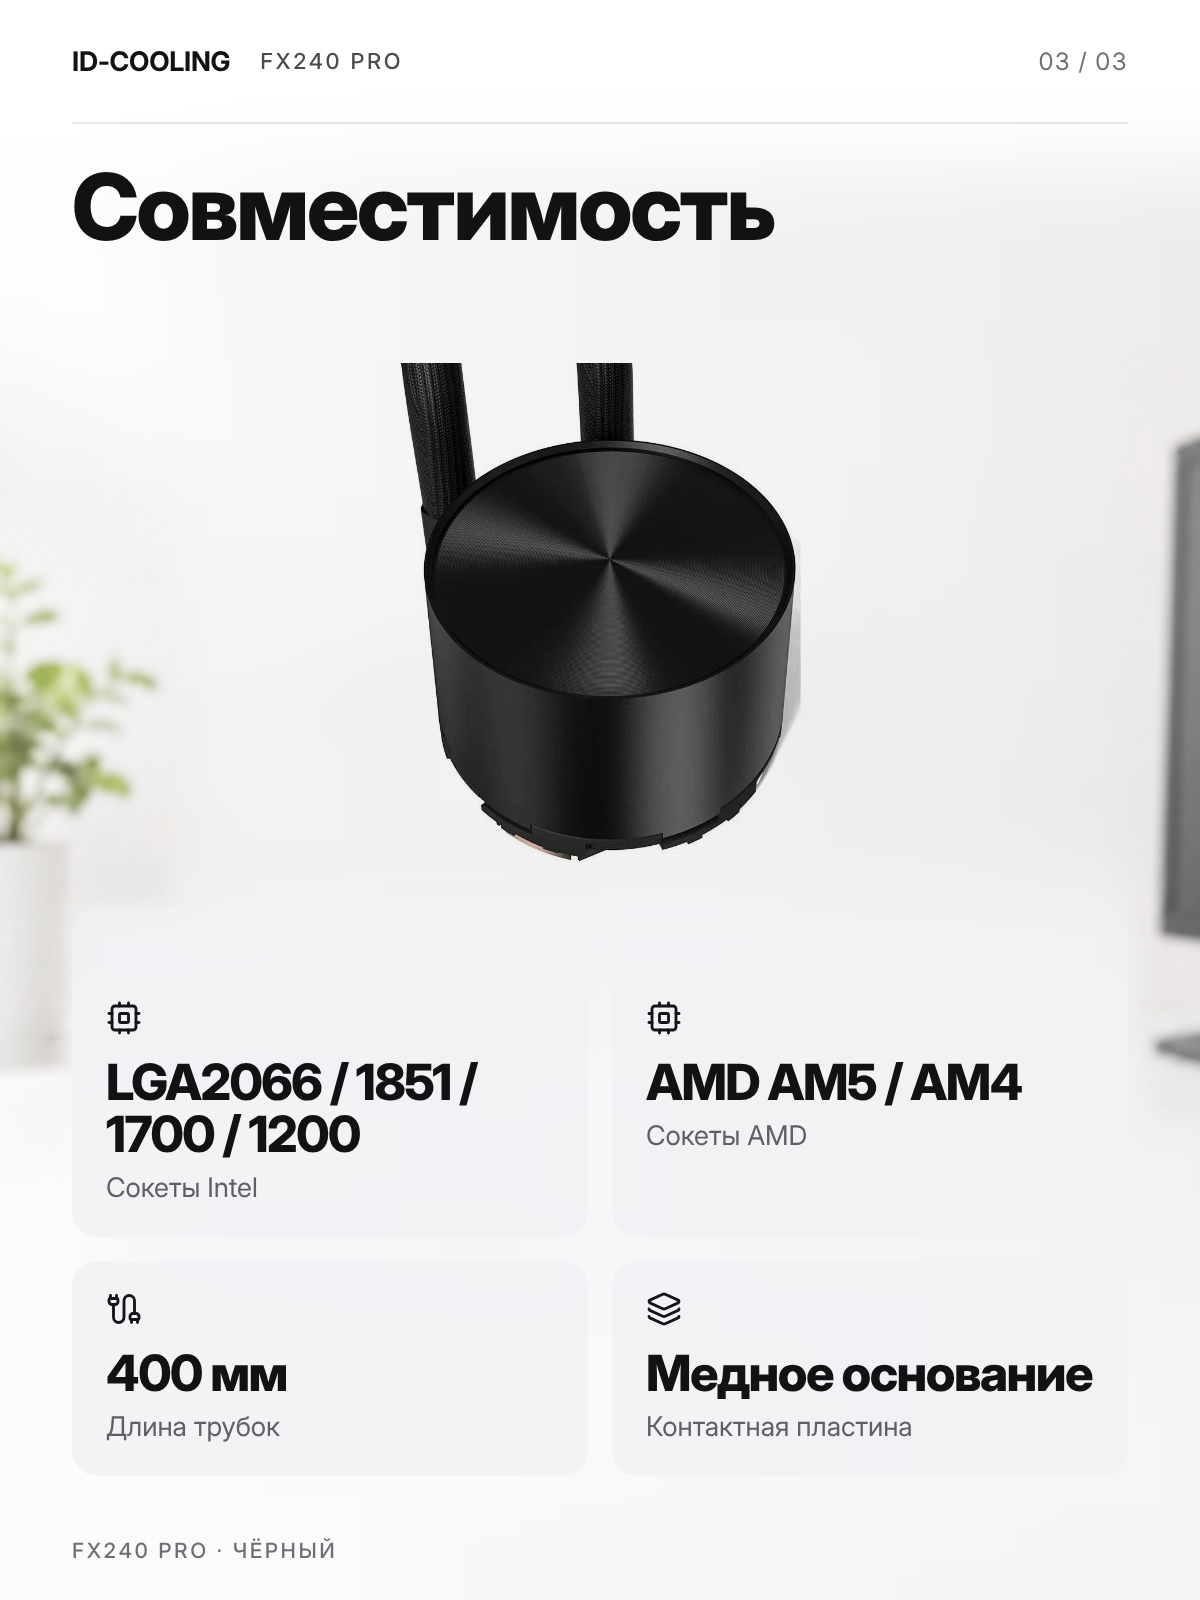 ID-COOLING FX240 PRO 03 / 03
Совместимость
LGA2066 / 1851 /
1700 / 1200
Сокеты Intel
AMD AM5 / AM4
Сокеты AMD
400 мм
Длина трубок
Медное основание
Контактная пластина
FX240 PRO · ЧЁРНЫЙ